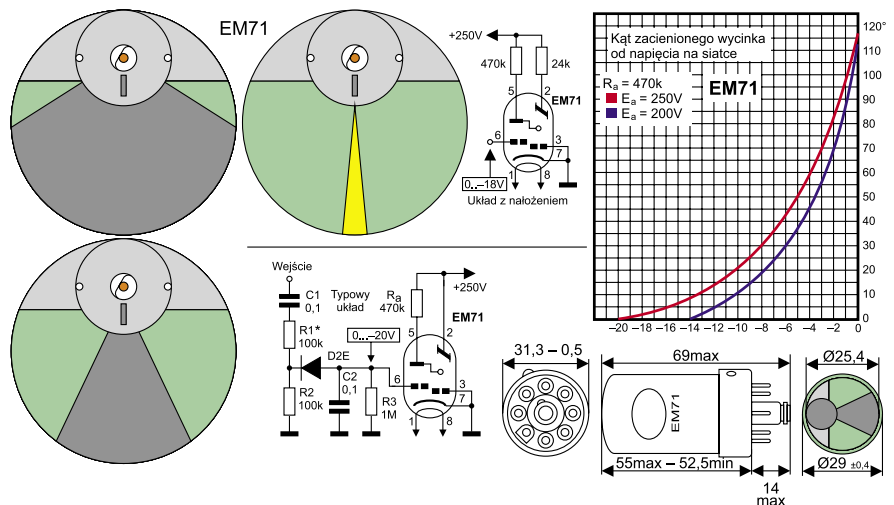 EM71
+250V
470k
24k
5
2
EM71
6
3
7
0...–18V
1
8
Układ z nałożeniem
Kąt zacienionego wycinka
od napięcia na siatce
Ra = 470k
EM71
Ea = 250V
Ea = 200V
120°
110
100
90
80
70
60
50
40
30
20
10
0
−20 −18 −16 −14 −12 −10 −8 −6 −4 −2 0
Wejście
C1
0,1
Typowy
układ
Ra
470k
+250V
R1*
100k
0...–20V
5
2
EM71
D2E
C2
0,1
6
3
7
R2
100k
R3
1M
1
8
31,3 – 0,5
69max
Ø25,4
EM71
55max – 52,5min
Ø29 ±0,4
14
max